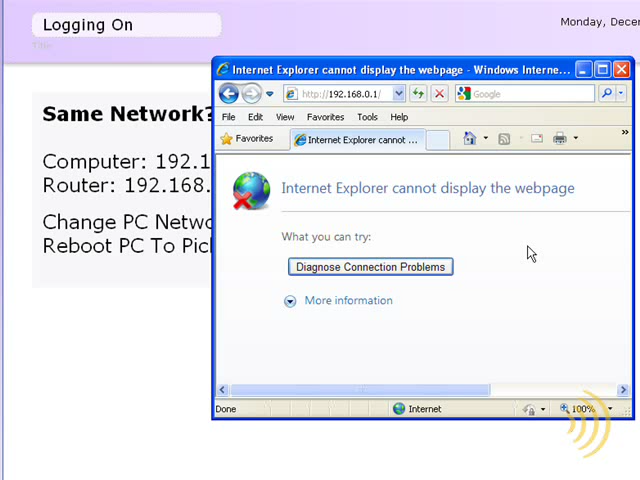 Logging On
Title
Monday, Dece
Same Network?
Computer: 192.1
Router: 192.168.
Change PC Netwo
Reboot PC To Pic
Internet Explorer cannot display the webpage - Windows Interne...
http://192.168.0.1/
Google
File Edit View Favorites Tools Help
Favorites
Internet Explorer cannot ...
Internet Explorer cannot display the webpage
What you can try:
Diagnose Connection Problems
More information
Done
Internet
100%